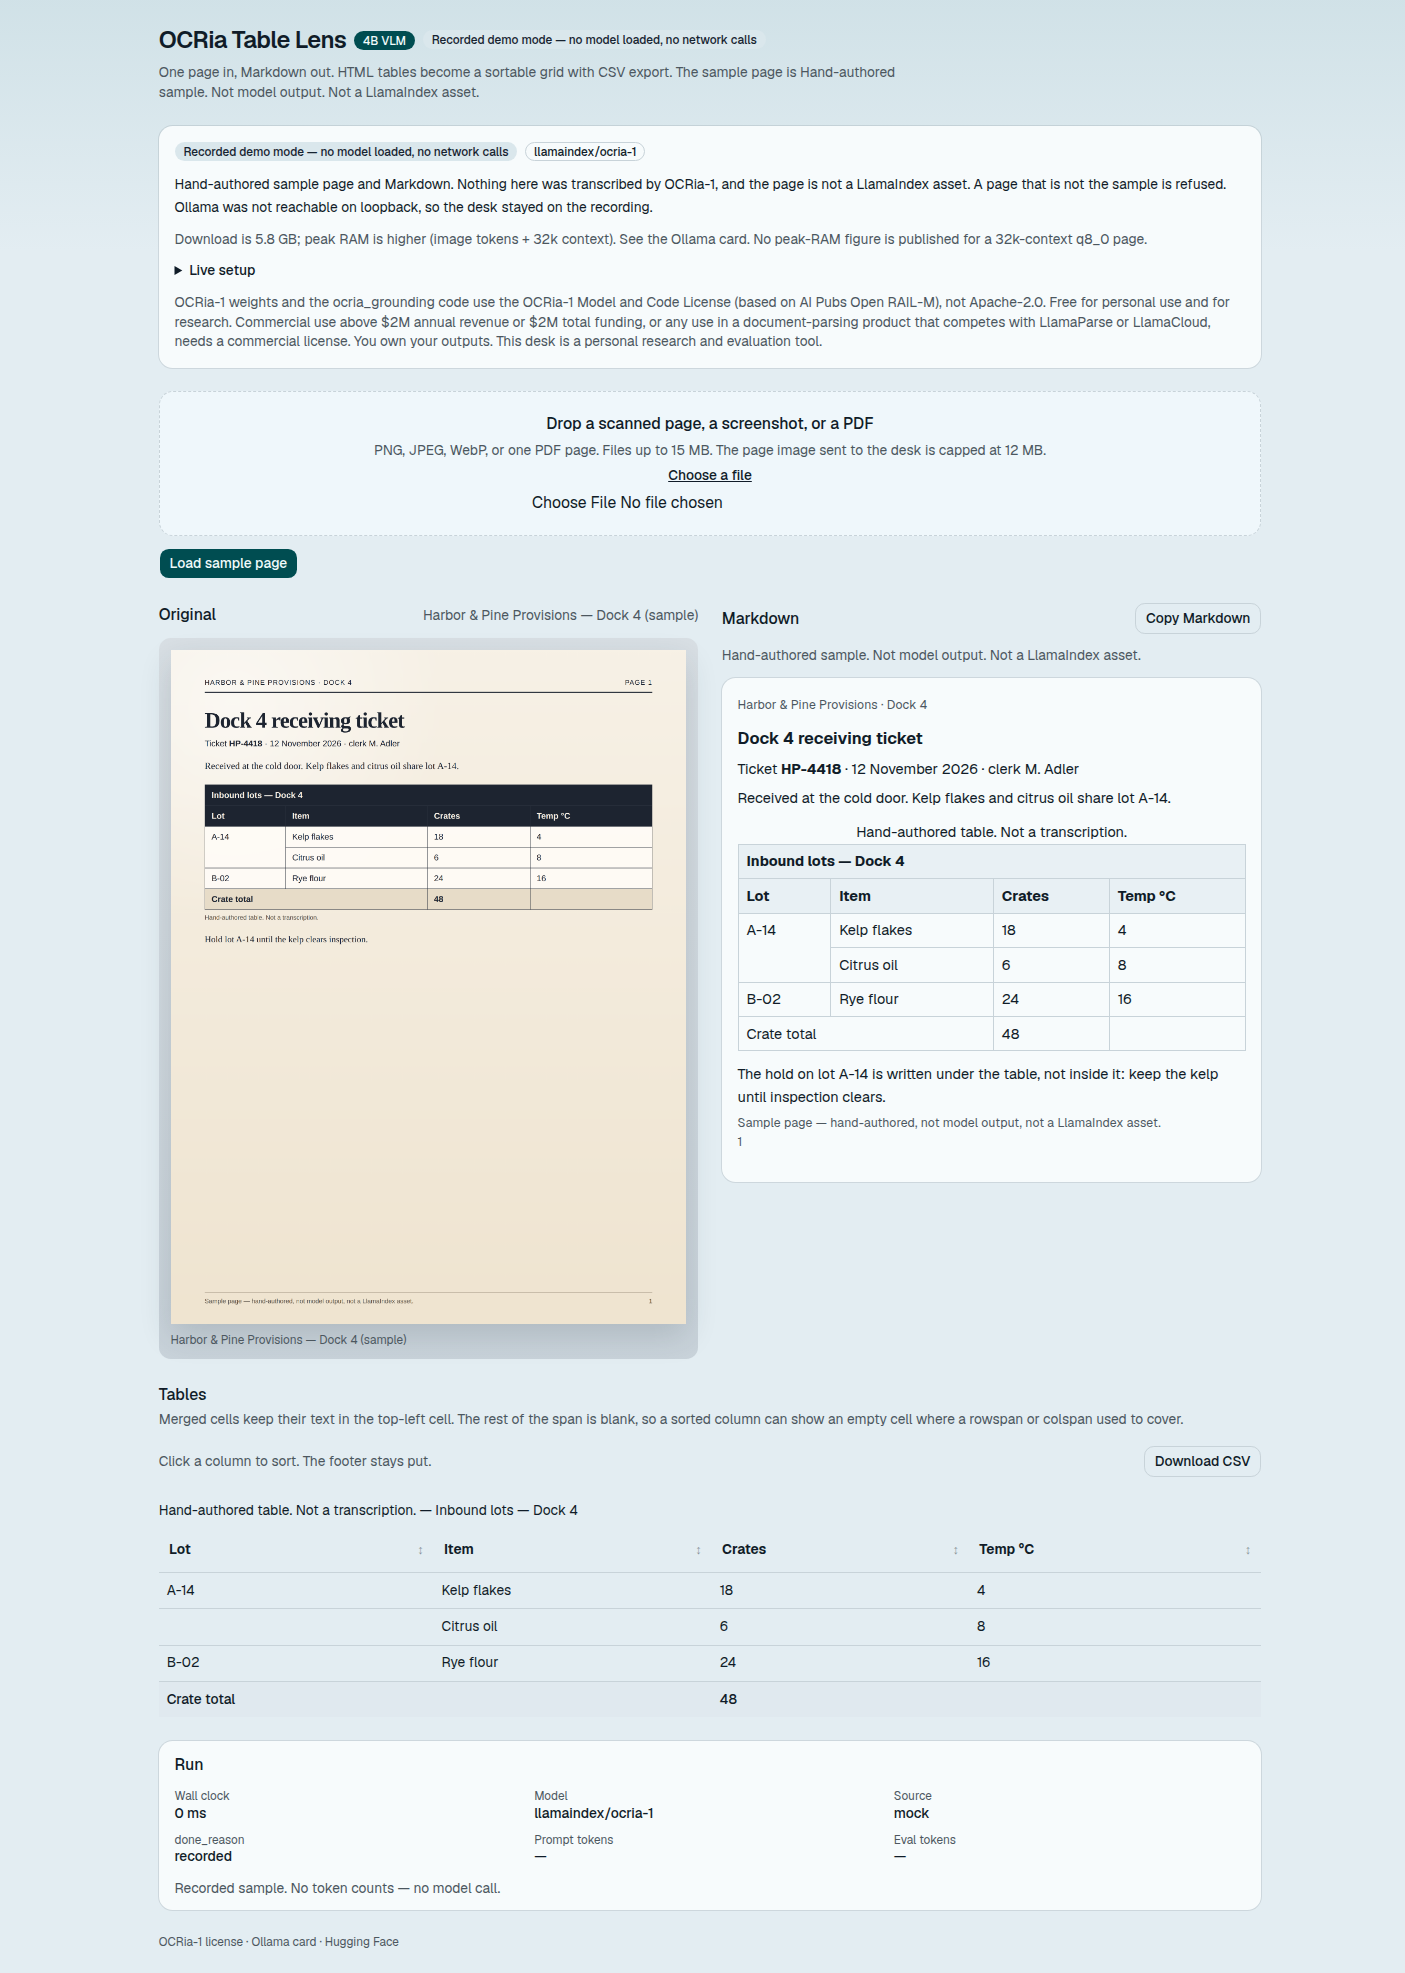 OCRia Table Lens 4B VLM Recorded demo mode — no model loaded, no network calls
One page in, Markdown out. HTML tables become a sortable grid with CSV export. The sample page is Hand-authored
sample. Not model output. Not a LlamaIndex asset.
Recorded demo mode — no model loaded, no network calls llamaindex/ocria-1
Hand-authored sample page and Markdown. Nothing here was transcribed by OCRia-1, and the page is not a LlamaIndex asset. A page that is not the sample is refused.
Ollama was not reachable on loopback, so the desk stayed on the recording.
Download is 5.8 GB; peak RAM is higher (image tokens + 32k context). See the Ollama card. No peak-RAM figure is published for a 32k-context q8_0 page.
▶ Live setup
OCRia-1 weights and the ocria_grounding code use the OCRia-1 Model and Code License (based on AI Pubs Open RAIL-M), not Apache-2.0. Free for personal use and for
research. Commercial use above $2M annual revenue or $2M total funding, or any use in a document-parsing product that competes with LlamaParse or LlamaCloud,
needs a commercial license. You own your outputs. This desk is a personal research and evaluation tool.
Drop a scanned page, a screenshot, or a PDF
PNG, JPEG, WebP, or one PDF page. Files up to 15 MB. The page image sent to the desk is capped at 12 MB.
Choose a file
Choose File No file chosen
Load sample page
Original Harbor & Pine Provisions — Dock 4 (sample)
HARBOR & PINE PROVISIONS · DOCK 4 PAGE 1
Dock 4 receiving ticket
Ticket HP-4418 · 12 November 2026 · clerk M. Adler
Received at the cold door. Kelp flakes and citrus oil share lot A-14.
Inbound lots — Dock 4
Lot Item Crates Temp °C
A-14 Kelp flakes 18 4
Citrus oil 6 8
B-02 Rye flour 24 16
Crate total 48
Hand-authored table. Not a transcription.
Hold lot A-14 until the kelp clears inspection.
Sample page — hand-authored, not model output, not a LlamaIndex asset. 1
Harbor & Pine Provisions — Dock 4 (sample)
Markdown Copy Markdown
Hand-authored sample. Not model output. Not a LlamaIndex asset.
Harbor & Pine Provisions · Dock 4
Dock 4 receiving ticket
Ticket HP-4418 · 12 November 2026 · clerk M. Adler
Received at the cold door. Kelp flakes and citrus oil share lot A-14.
Hand-authored table. Not a transcription.
Inbound lots — Dock 4
Lot Item Crates Temp °C
A-14 Kelp flakes 18 4
Citrus oil 6 8
B-02 Rye flour 24 16
Crate total 48
The hold on lot A-14 is written under the table, not inside it: keep the kelp
until inspection clears.
Sample page — hand-authored, not model output, not a LlamaIndex asset.
1
Tables
Merged cells keep their text in the top-left cell. The rest of the span is blank, so a sorted column can show an empty cell where a rowspan or colspan used to cover.
Click a column to sort. The footer stays put. Download CSV
Hand-authored table. Not a transcription. — Inbound lots — Dock 4
Lot ↕ Item ↕ Crates ↕ Temp °C ↕
A-14 Kelp flakes 18 4
Citrus oil 6 8
B-02 Rye flour 24 16
Crate total 48
Run
Wall clock Model Source
0 ms llamaindex/ocria-1 mock
done_reason Prompt tokens Eval tokens
recorded — —
Recorded sample. No token counts — no model call.
OCRia-1 license · Ollama card · Hugging Face